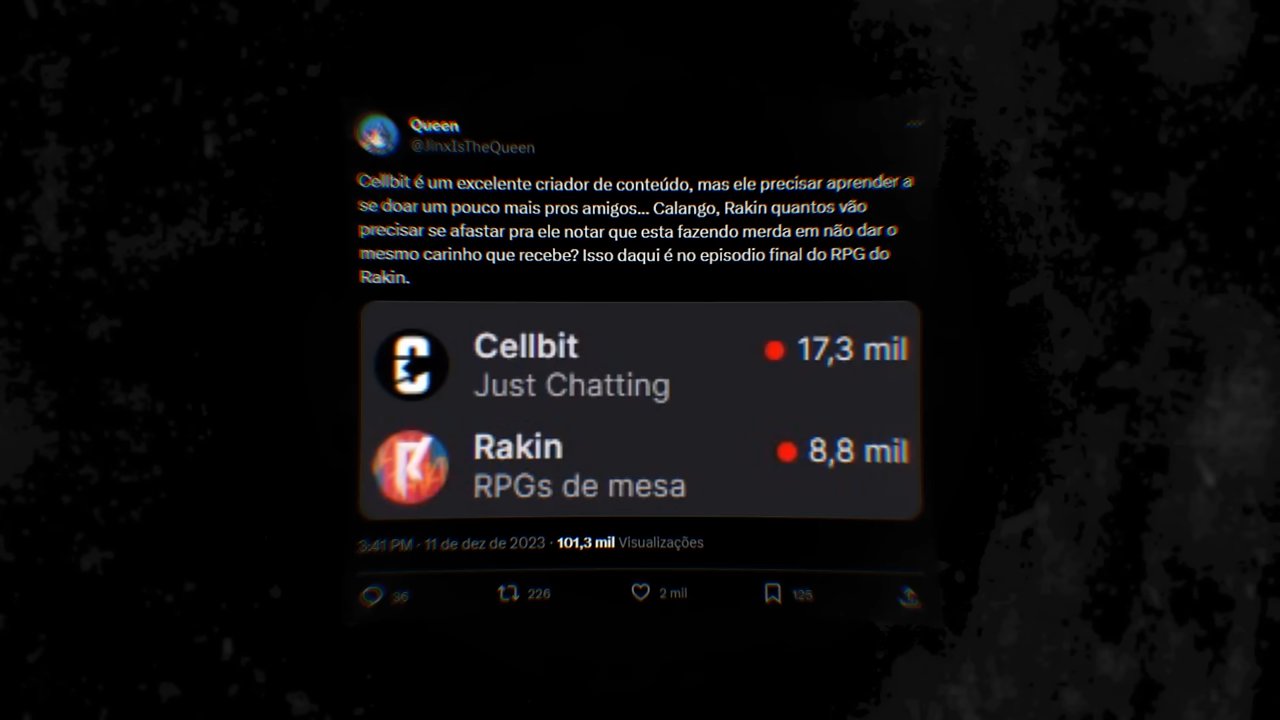 Queen
@JinxIsTheQueen
Cellbit é um excelente criador de conteúdo, mas ele precisar aprender a
se doar um pouco mais pros amigos... Calango, Rakin quantos vão
precisar se afastar pra ele notar que esta fazendo merda em não dar o
mesmo carinho que recebe? Isso daqui é no episodio final do RPG do
Rakin.
Cellbit 17,3 mil
Just Chatting
Rakin 8,8 mil
RPGs de mesa
3:41 PM · 11 de dez de 2023 · 101,3 mil Visualizações
36 226 2 mil 125